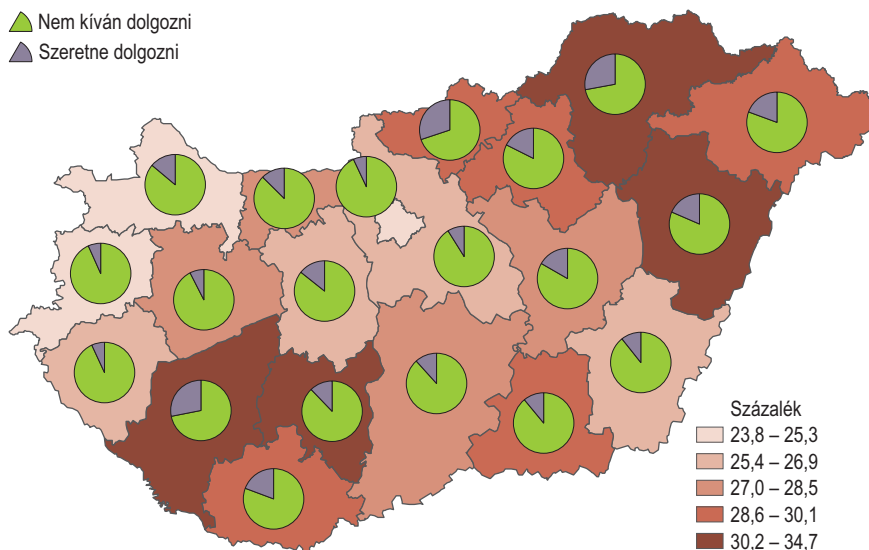 Nem kíván dolgozni
Szeretne dolgozni
Százalék
23,8 – 25,3
25,4 – 26,9
27,0 – 28,5
28,6 – 30,1
30,2 – 34,7